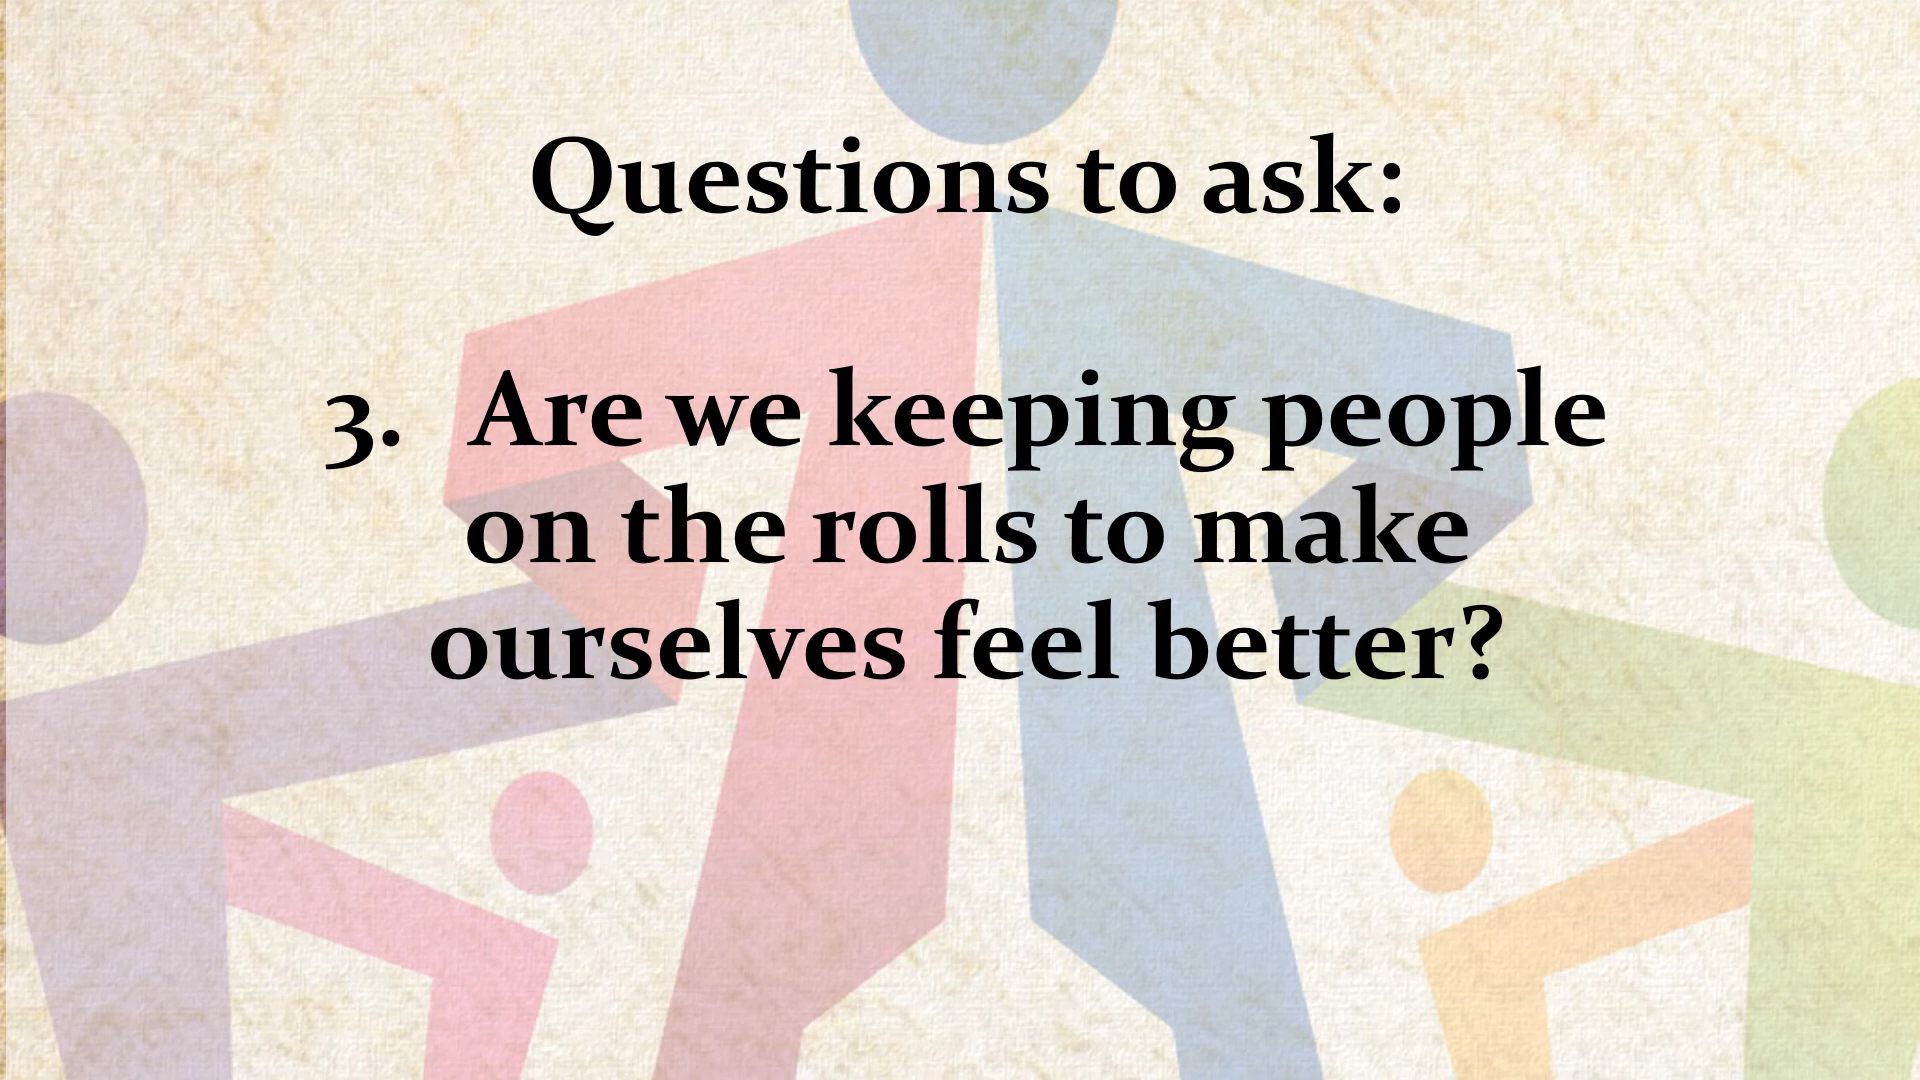 Questions to ask:
3. Are we keeping people
on the rolls to make
ourselves feel better?